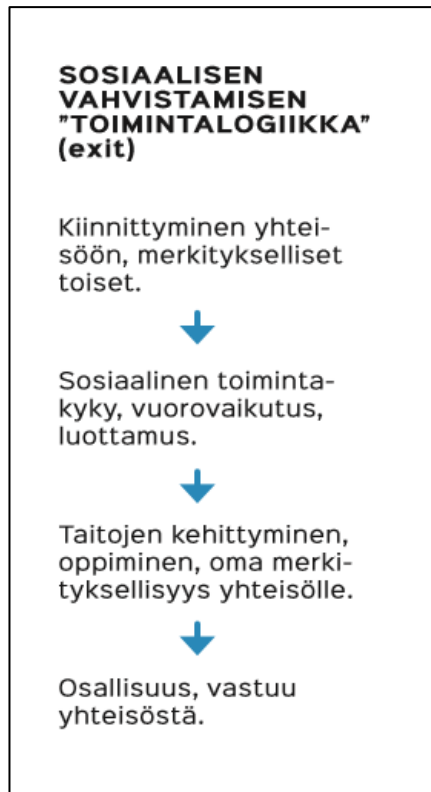 SOSIAALISEN
VAHVISTAMISEN
"TOIMINTALOGIIKKA"
(exit)
Kiinnittyminen yhtei-
söön, merkitykselliset
toiset.
Sosiaalinen toiminta-
kyky, vuorovaikutus,
luottamus.
Taitojen kehittyminen,
oppiminen, oma merki-
tyksellisyys yhteisölle.
Osallisuus, vastuu
yhteisöstä.